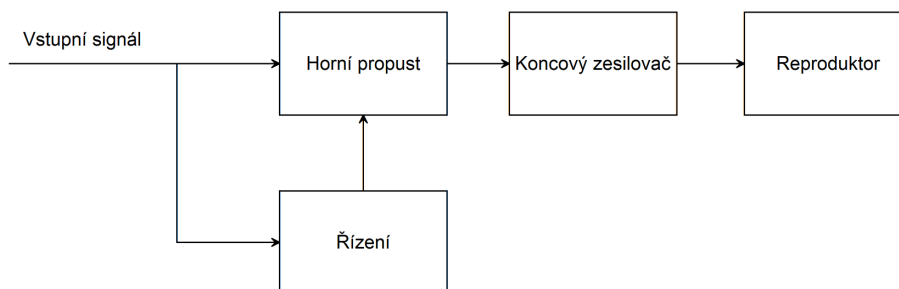 Vstupní signál
Horní propust
Koncový zesilovač
Reproduktor
Řízení